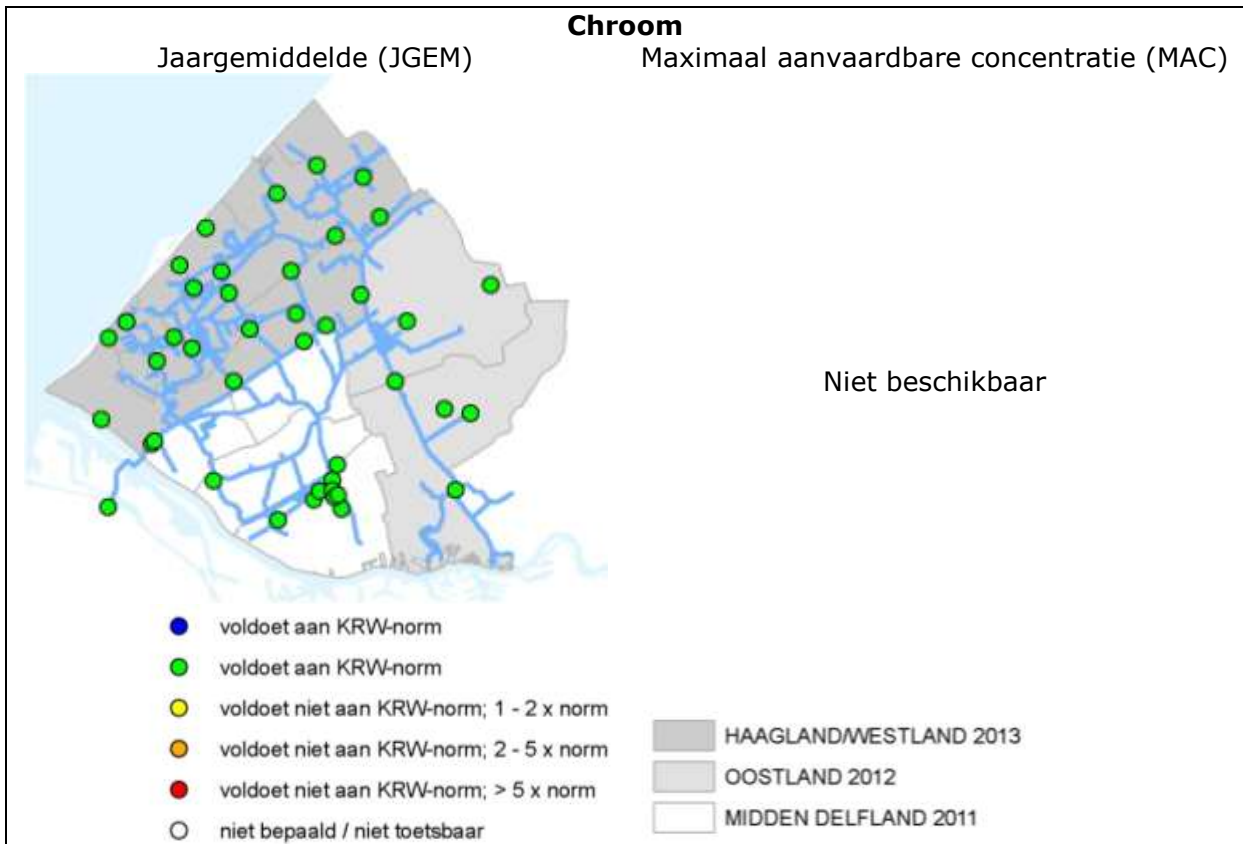 Chroom
Jaargemiddelde (JGEM)
Maximaal aanvaardbare concentratie (MAC)
Niet beschikbaar
voldoet aan KRW-norm
voldoet aan KRW-norm
voldoet niet aan KRW-norm; 1 - 2 x norm
voldoet niet aan KRW-norm; 2 - 5 x norm
voldoet niet aan KRW-norm; > 5 x norm
niet bepaald / niet toetsbaar
HAAGLAND/WESTLAND 2013
OOSTLAND 2012
MIDDEN DELFLAND 2011